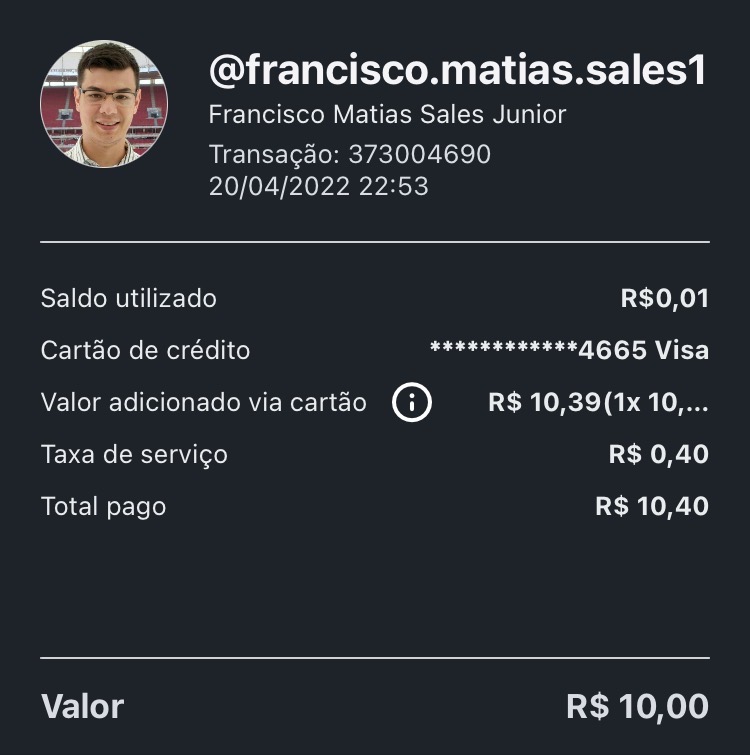 @francisco.matias.sales1
Francisco Matias Sales Junior
Transação: 373004690
20/04/2022 22:53
Saldo utilizado R$0,01
Cartão de crédito ************4665 Visa
Valor adicionado via cartão R$ 10,39(1x 10,...
Taxa de serviço R$ 0,40
Total pago R$ 10,40
Valor R$ 10,00